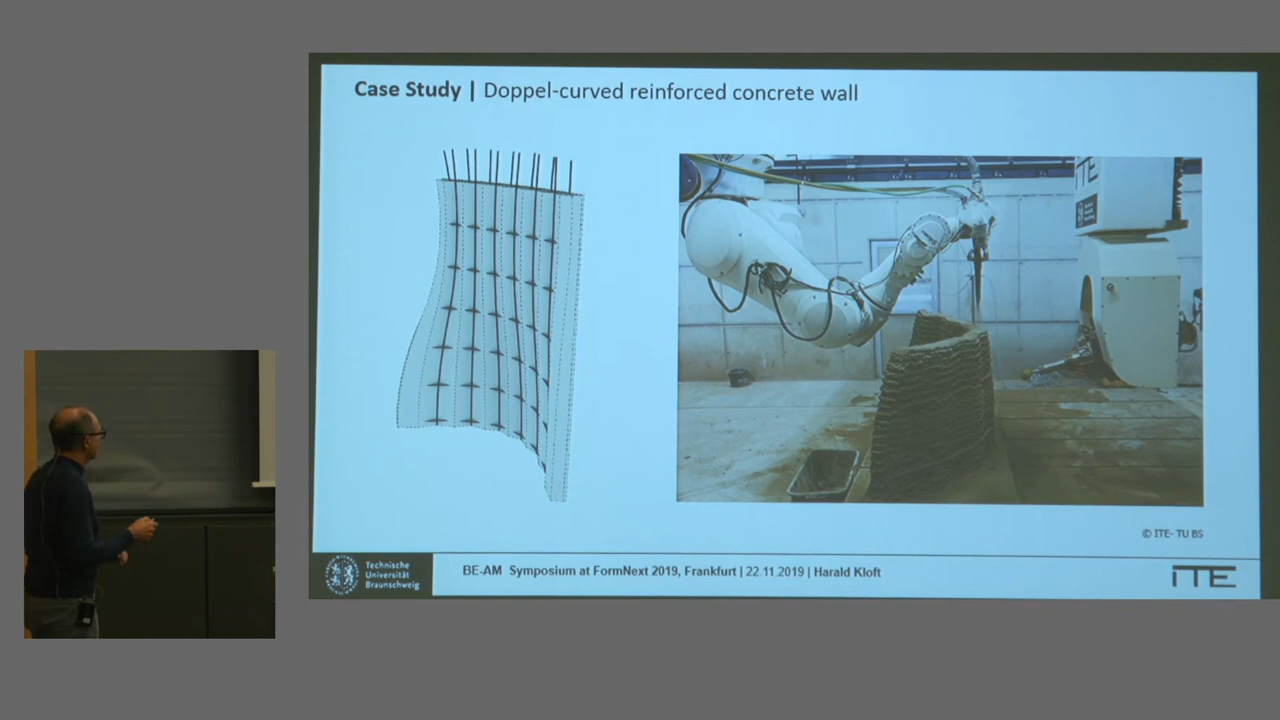 Case Study | Doppel-curved reinforced concrete wall
ITE
© ITE- TU BS
Technische
Universität
Braunschweig
BE-AM Symposium at FormNext 2019, Frankfurt | 22.11.2019 | Harald Kloft
iTE